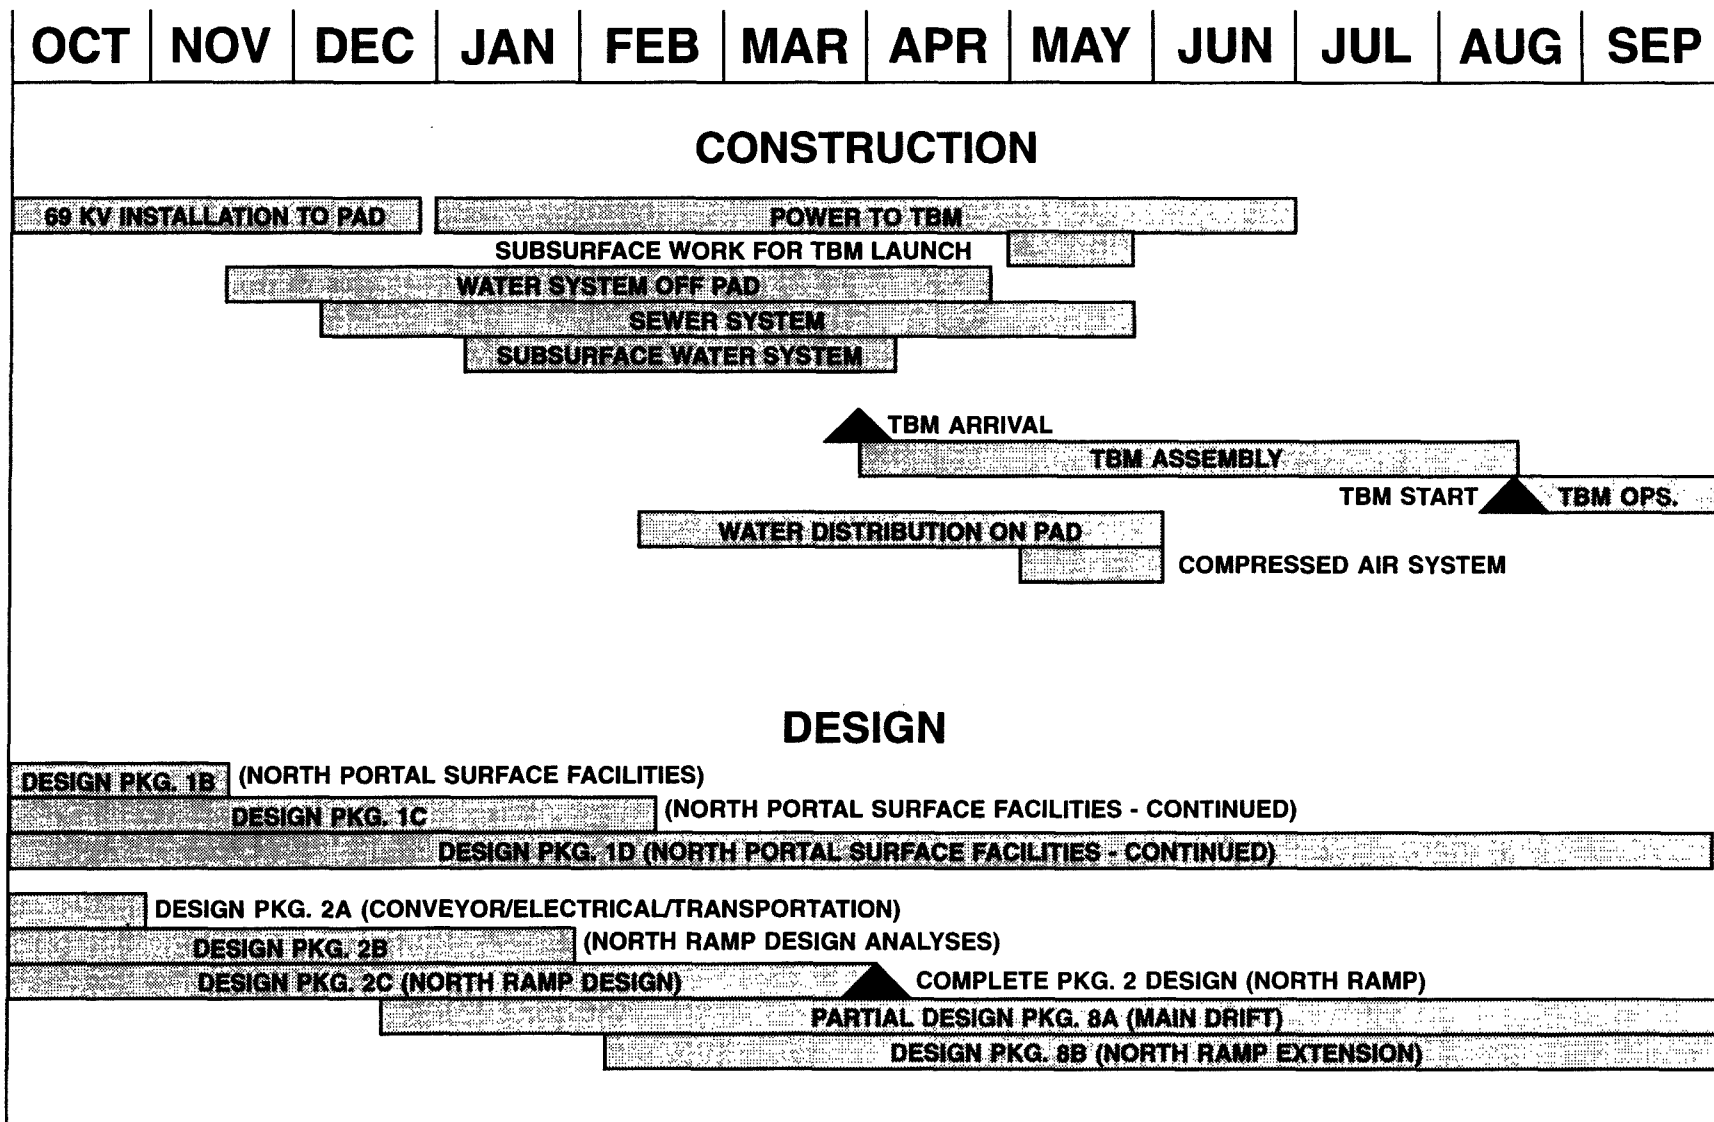 OCT NOV DEC JAN FEB MAR APR MAY JUN JUL AUG SEP
CONSTRUCTION
69 KV INSTALLATION TO PAD
POWER TO TBM
SUBSURFACE WORK FOR TBM LAUNCH
WATER SYSTEM OFF PAD
SEWER SYSTEM
SUBSURFACE WATER SYSTEM
TBM ARRIVAL
TBM ASSEMBLY
TBM START
TBM OPS.
WATER DISTRIBUTION ON PAD
COMPRESSED AIR SYSTEM
DESIGN
DESIGN PKG. 1B (NORTH PORTAL SURFACE FACILITIES)
DESIGN PKG. 1C (NORTH PORTAL SURFACE FACILITIES - CONTINUED)
DESIGN PKG. 1D (NORTH PORTAL SURFACE FACILITIES - CONTINUED)
DESIGN PKG. 2A (CONVEYOR/ELECTRICAL/TRANSPORTATION)
DESIGN PKG. 2B (NORTH RAMP DESIGN ANALYSES)
DESIGN PKG. 2C (NORTH RAMP DESIGN)
COMPLETE PKG. 2 DESIGN (NORTH RAMP)
PARTIAL DESIGN PKG. 8A (MAIN DRIFT)
DESIGN PKG. 8B (NORTH RAMP EXTENSION)